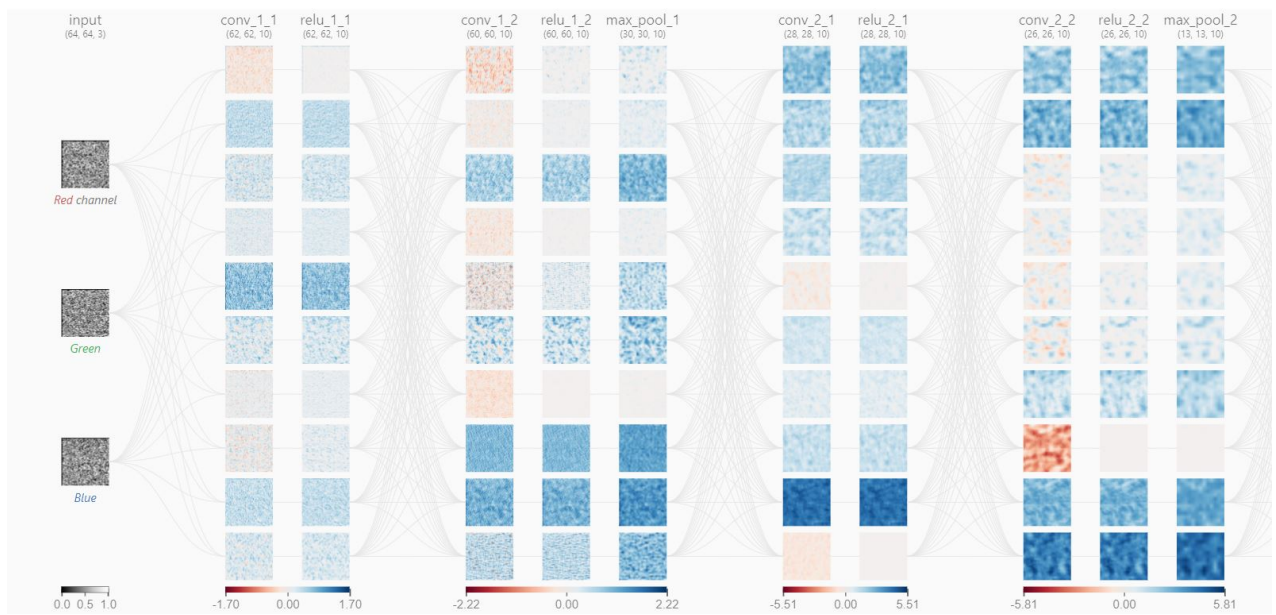 input
(64, 64, 3)
conv_1_1
(62, 62, 10)
relu_1_1
(62, 62, 10)
conv_1_2
(60, 60, 10)
relu_1_2
(60, 60, 10)
max_pool_1
(30, 30, 10)
conv_2_1
(28, 28, 10)
relu_2_1
(28, 28, 10)
conv_2_2
(26, 26, 10)
relu_2_2
(26, 26, 10)
max_pool_2
(13, 13, 10)
Red channel
Green
Blue
0.0 0.5 1.0
-1.70 0.00 1.70
-2.22 0.00 2.22
-5.51 0.00 5.51
-5.81 0.00 5.81